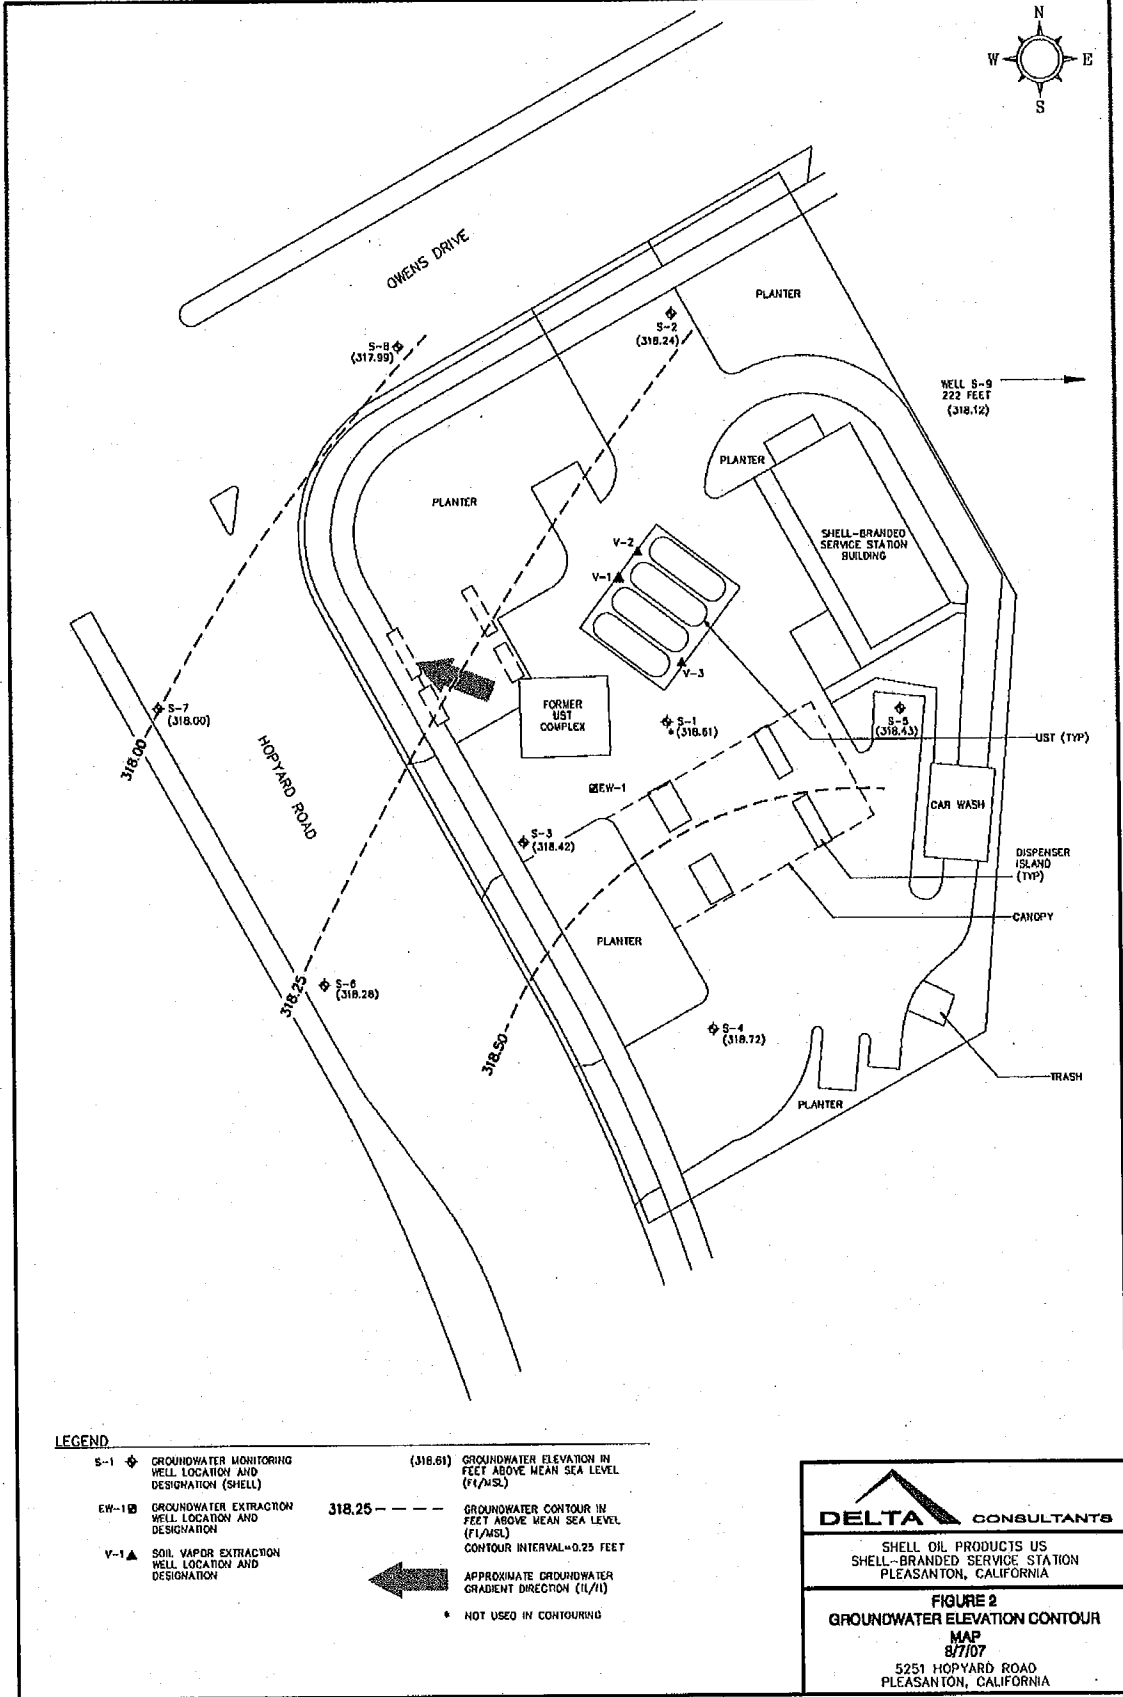 N
W E
S
OWENS DRIVE
PLANTER
S-2
(318.24)
S-8
(317.99)
WELL S-9
222 FEET
(318.12)
PLANTER
PLANTER
SHELL-BRANDED
SERVICE STATION
BUILDING
V-2
V-1
V-3
S-7
(318.00)
318.00
HOPYARD ROAD
FORMER
UST
COMPLEX
S-1
* (318.61)
S-5
(318.43)
UST (TYP)
EW-1
CAR WASH
S-3
(318.42)
DISPENSER
ISLAND
(TYP)
CANOPY
PLANTER
S-6
(318.28)
318.25
318.50
S-4
(318.72)
TRASH
PLANTER
LEGEND
S-1 GROUNDWATER MONITORING
WELL LOCATION AND
DESIGNATION (SHELL)
EW-1 GROUNDWATER EXTRACTION
WELL LOCATION AND
DESIGNATION
V-1 SOIL VAPOR EXTRACTION
WELL LOCATION AND
DESIGNATION
(318.61) GROUNDWATER ELEVATION IN
FEET ABOVE MEAN SEA LEVEL
(FT/MSL)
318.25 GROUNDWATER CONTOUR IN
FEET ABOVE MEAN SEA LEVEL
(FT/MSL)
CONTOUR INTERVAL=0.25 FEET
APPROXIMATE GROUNDWATER
GRADIENT DIRECTION (ft/ft)
* NOT USED IN CONTOURING
DELTA CONSULTANTS
SHELL OIL PRODUCTS US
SHELL-BRANDED SERVICE STATION
PLEASANTON, CALIFORNIA
FIGURE 2
GROUNDWATER ELEVATION CONTOUR
MAP
8/7/07
5251 HOPYARD ROAD
PLEASANTON, CALIFORNIA